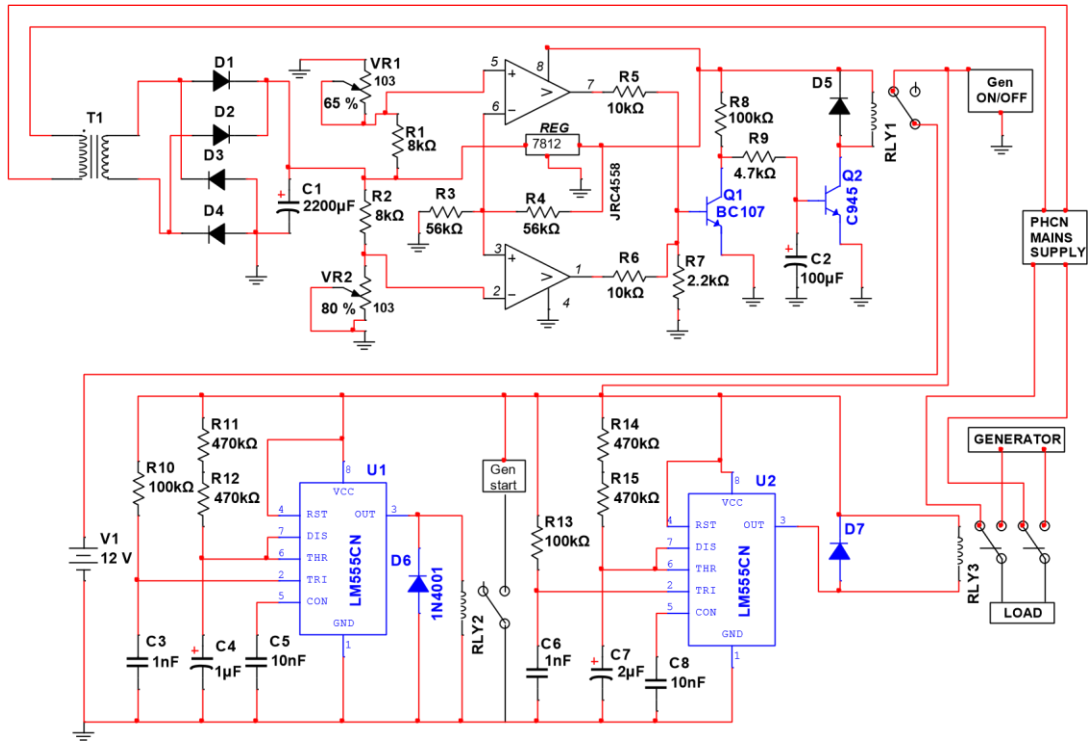 T1
D1
D2
D3
D4
C1
2200µF
+
VR1
103
65 %
R1
8kΩ
R2
8kΩ
VR2
103
80 %
R3
56kΩ
R4
56kΩ
5
6
+
−
V
8
7
REG
7812
JRC4558
3
2
+
−
V
1
4
R5
10kΩ
R6
10kΩ
R7
2.2kΩ
R8
100kΩ
R9
4.7kΩ
Q1
BC107
Q2
C945
C2
100µF
+
D5
RLY1
Gen
ON/OFF
PHCN
MAINS
SUPPLY
V1
12 V
R10
100kΩ
R11
470kΩ
R12
470kΩ
C3
1nF
C4
1µF
+
C5
10nF
U1
8
VCC
4
RST
OUT
3
7
DIS
6
THR
2
TRI
5
CON
GND
1
LM555CN
D6
1N4001
RLY2
Gen
start
R13
100kΩ
R14
470kΩ
R15
470kΩ
C6
1nF
C7
2µF
+
C8
10nF
U2
8
VCC
4
RST
OUT
3
7
DIS
6
THR
2
TRI
5
CON
GND
1
LM555CN
D7
RLY3
GENERATOR
LOAD